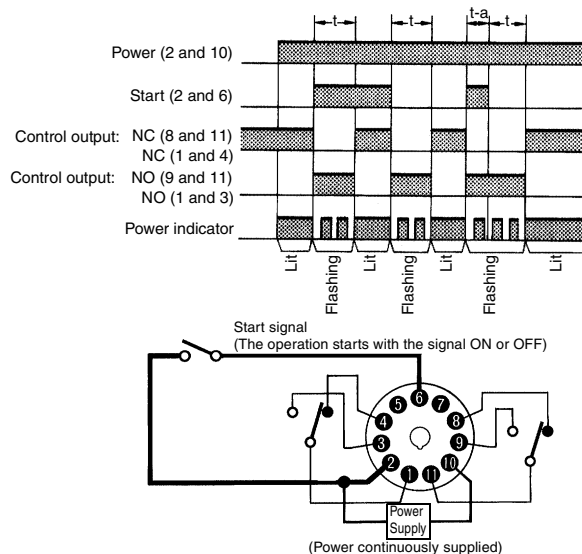 t
t
t-a
t
Power (2 and 10)
Start (2 and 6)
Control output: NC (8 and 11)
NC (1 and 4)
Control output: NO (9 and 11)
NO (1 and 3)
Power indicator
Lit
Flashing
Lit
Flashing
Lit
Flashing
Lit
Start signal
(The operation starts with the signal ON or OFF)
6
5
7
4
8
3
9
2
10
1
11
Power
Supply
(Power continuously supplied)